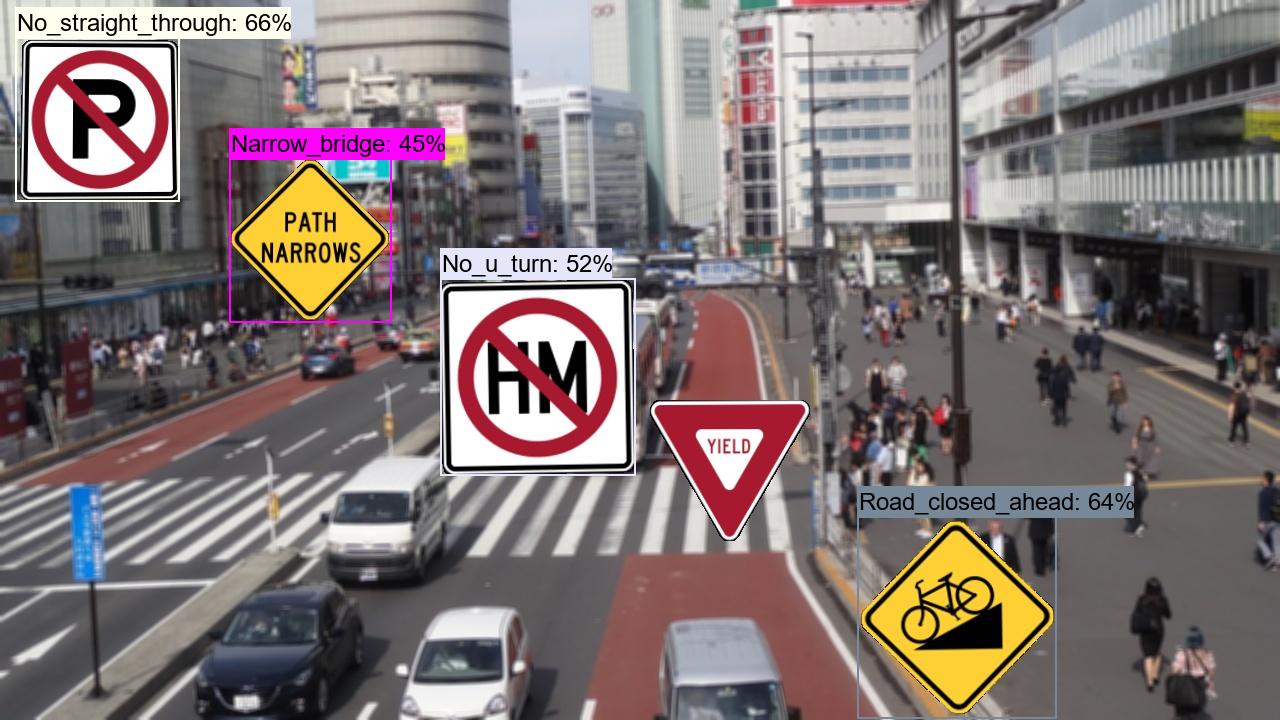 No_straight_through: 66%
P
Narrow_bridge: 45%
PATH
NARROWS
No_u_turn: 52%
HM
YIELD
Road_closed_ahead: 64%